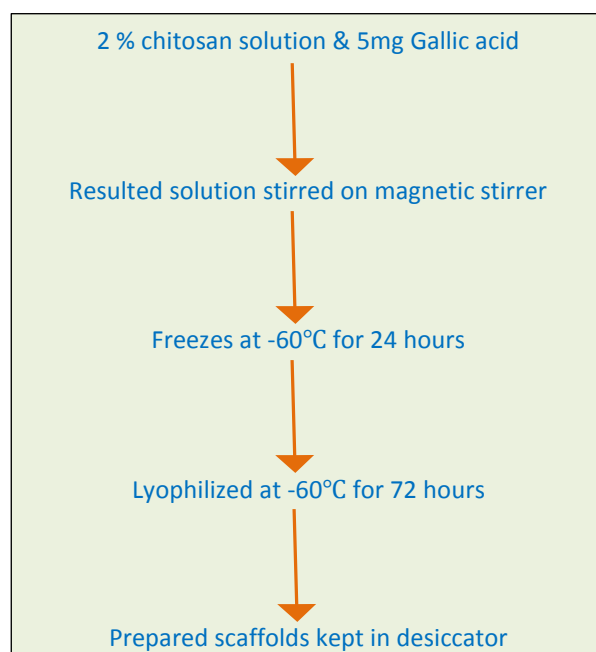 2 % chitosan solution & 5mg Gallic acid
Resulted solution stirred on magnetic stirrer
Freezes at -60℃ for 24 hours
Lyophilized at -60℃ for 72 hours
Prepared scaffolds kept in desiccator